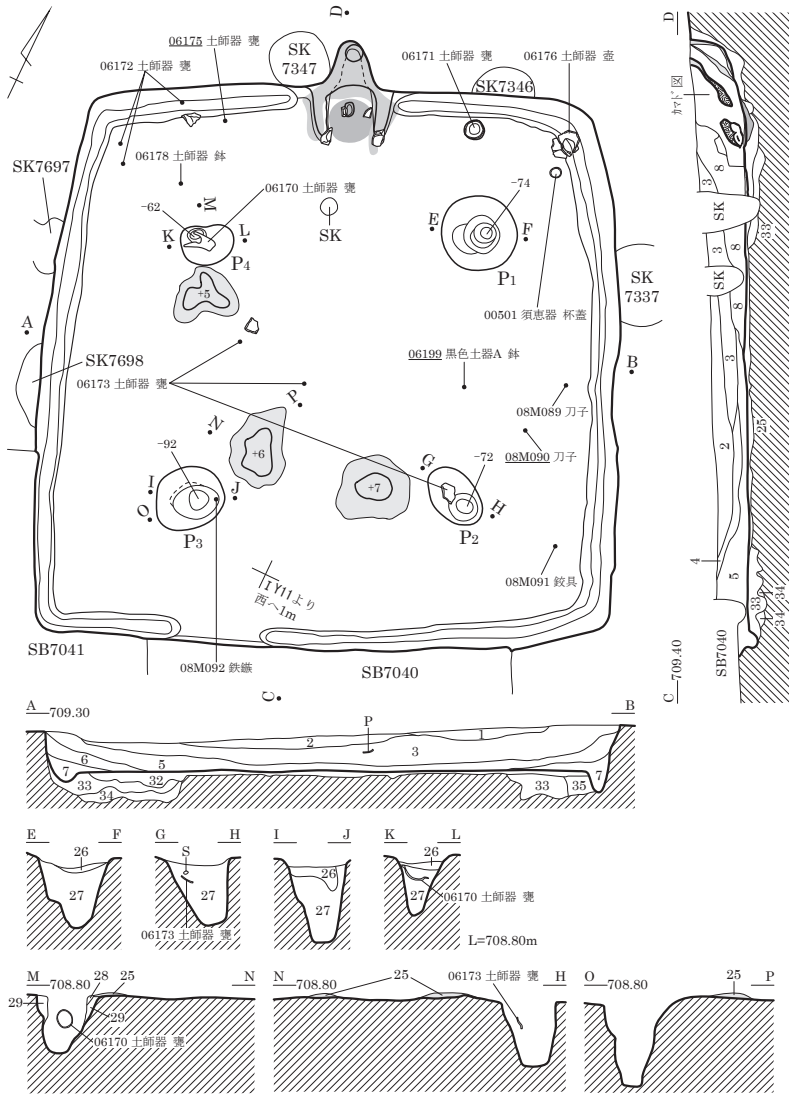 D
06175 土師器 甕
SK
7347
06172 土師器 甕
06171 土師器 甕
06176 土師器 壺
SK7346
カマド図
D
SK7697
06178 土師器 鉢
06170 土師器 甕
-74
-62
M
K
L
P4
SK
E
F
P1
3
8
SK
33
3
8
SK
8
+5
SK
7337
00501 須恵器 杯蓋
A
SK7698
06173 土師器 甕
06199 黒色土器A 鉢
B
08M089 刀子
08M090 刀子
P
N
3
2
25
-92
+6
I
J
O
P3
+7
G
-72
H
P2
IY11より
西へ1m
08M091 鉸具
4
5
33
34
34
SB7041
08M092 鉄鏃
SB7040
C
C
709.40
SB7040
A
709.30
B
P
1
2
3
5
6
7
7
32
33
34
33
35
E
F
26
27
G
H
S
27
06173 土師器 甕
I
J
26
27
K
L
26
27
06170 土師器 甕
L=708.80m
M
708.80
28
25
N
29
29
06170 土師器 甕
N
708.80
25
06173 土師器 甕
H
O
708.80
25
P